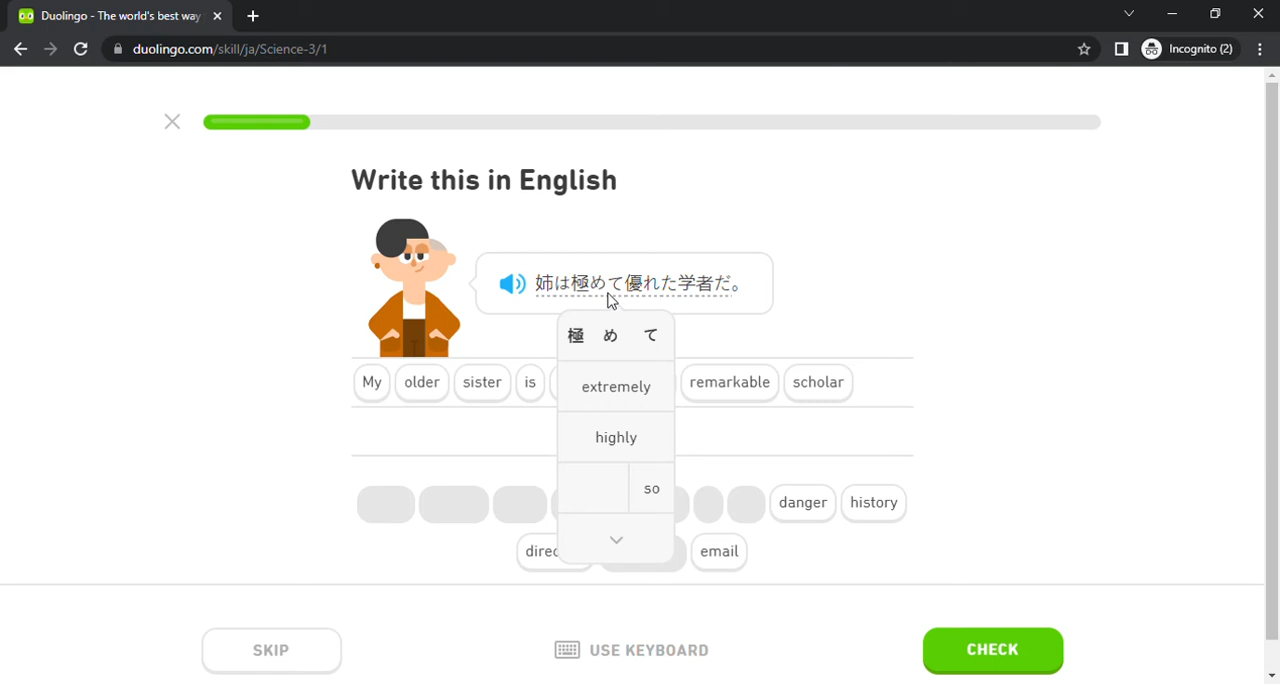 Duolingo - The world's best way
duolingo.com/skill/ja/Science-3/1
Incognito (2)
Write this in English
姉は極めて優れた学者だ。
極めて
extremely
highly
so
My older sister is remarkable scholar
danger history
email
SKIP
USE KEYBOARD
CHECK